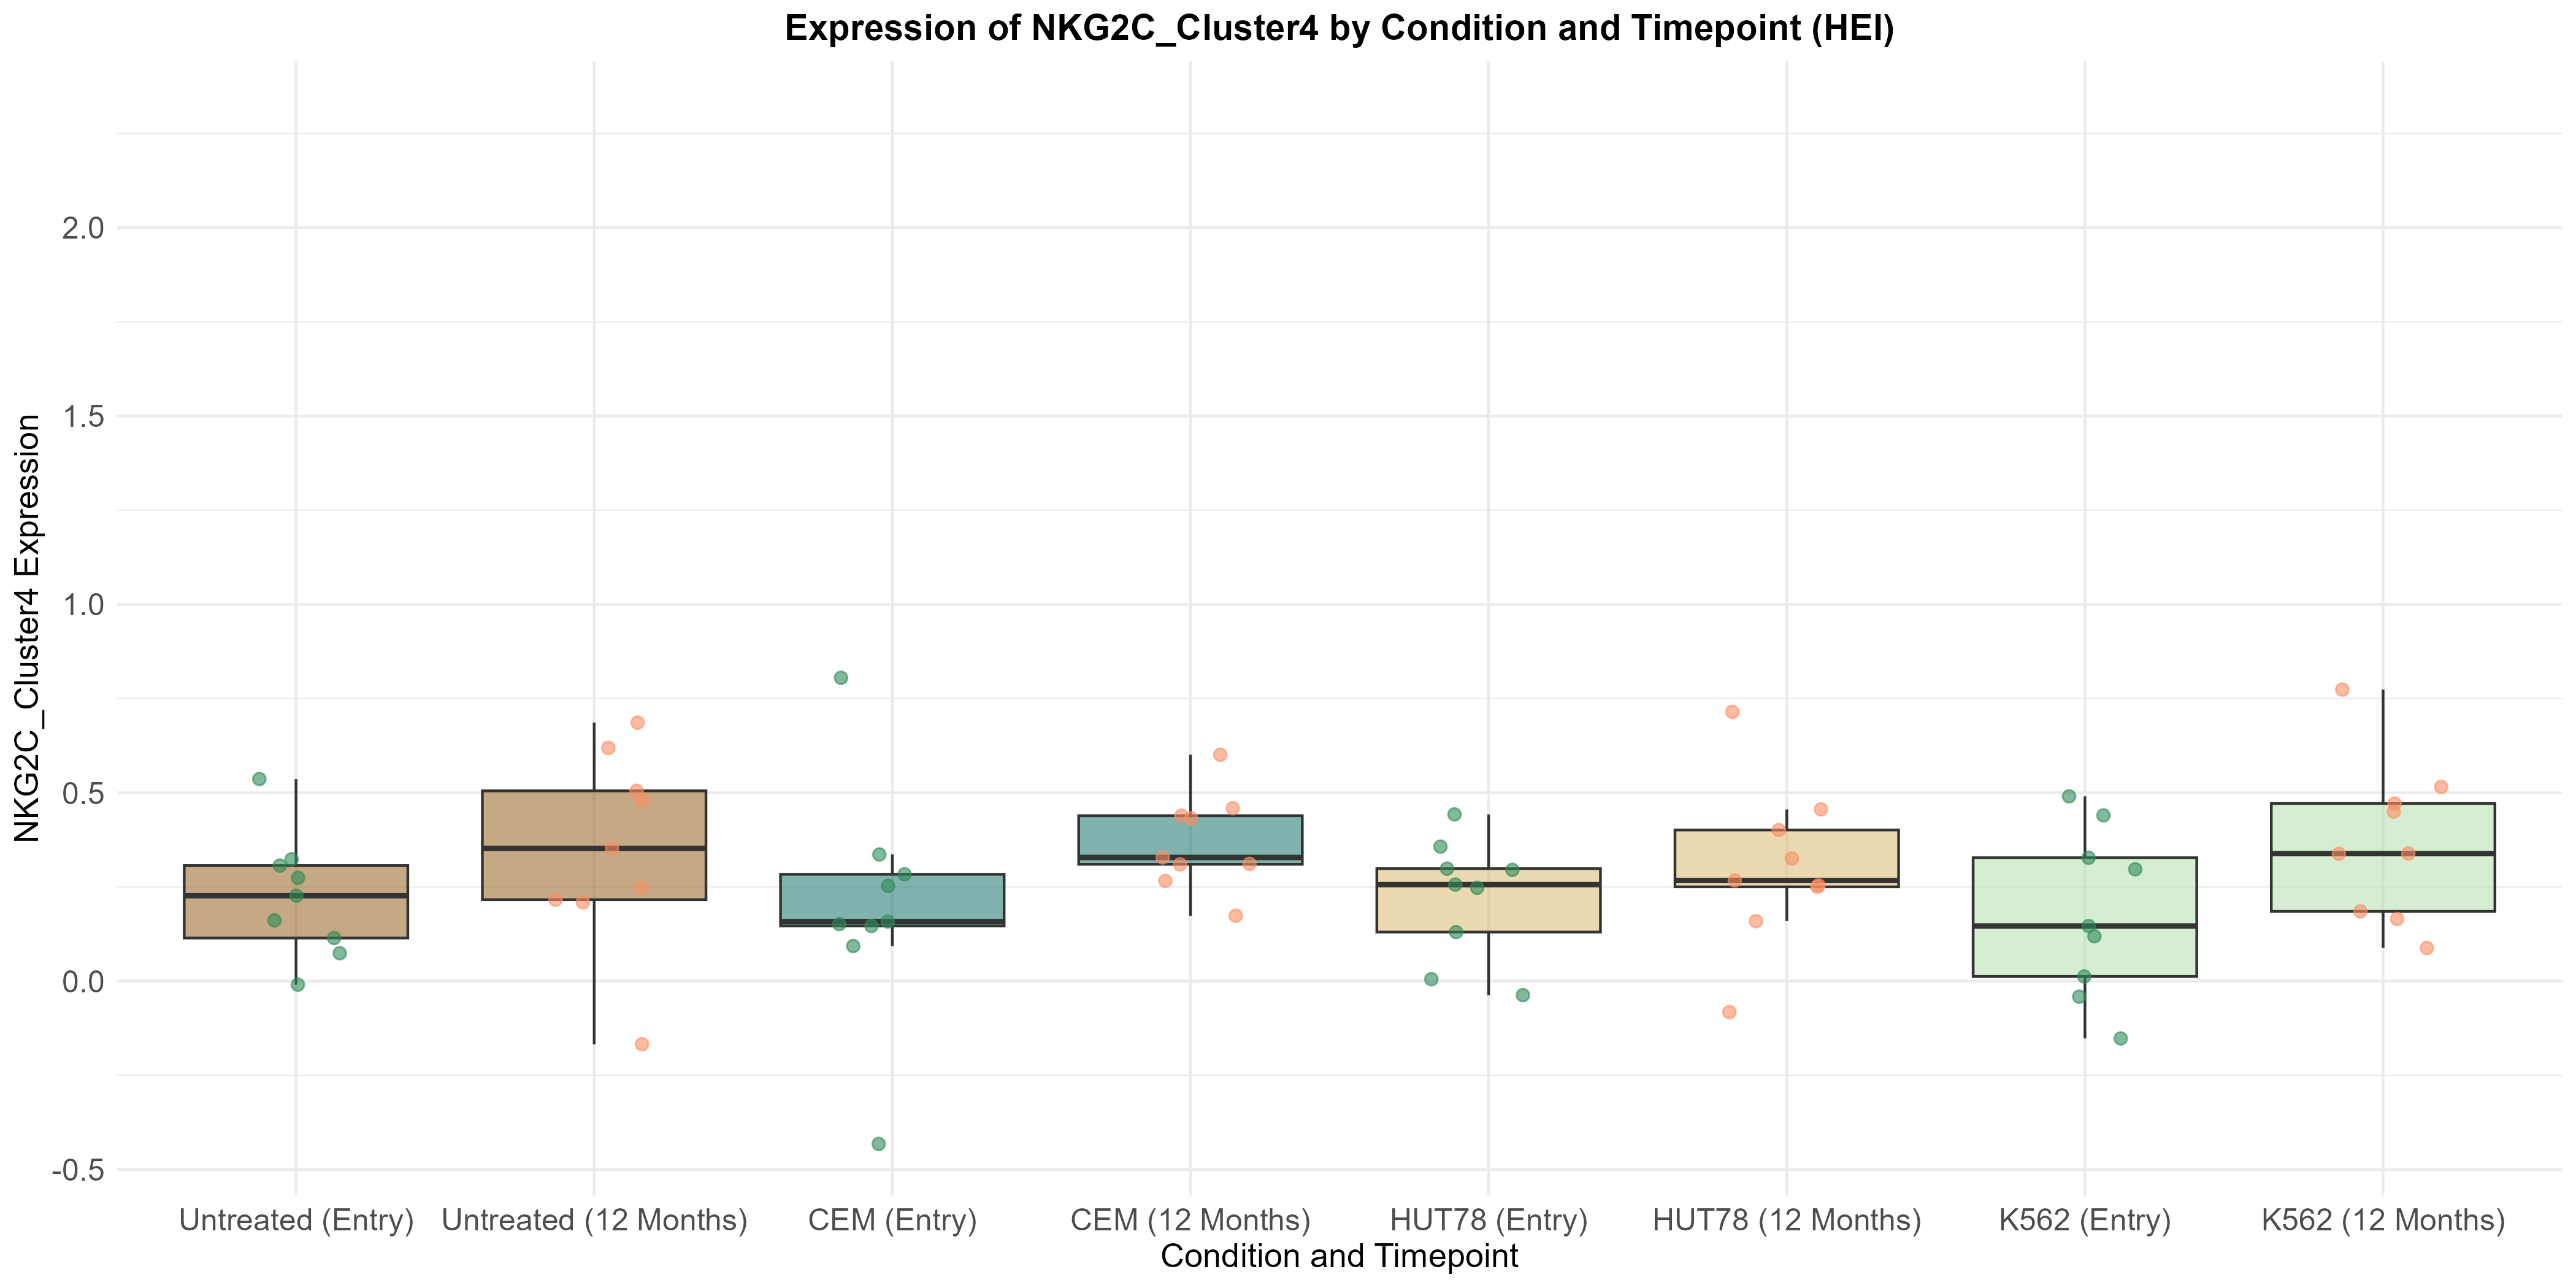 Expression of NKG2C_Cluster4 by Condition and Timepoint (HEI)
NKG2C_Cluster4 Expression
2.0
1.5
1.0
0.5
0.0
-0.5
Untreated (Entry) Untreated (12 Months) CEM (Entry) CEM (12 Months) HUT78 (Entry) HUT78 (12 Months) K562 (Entry) K562 (12 Months)
Condition and Timepoint